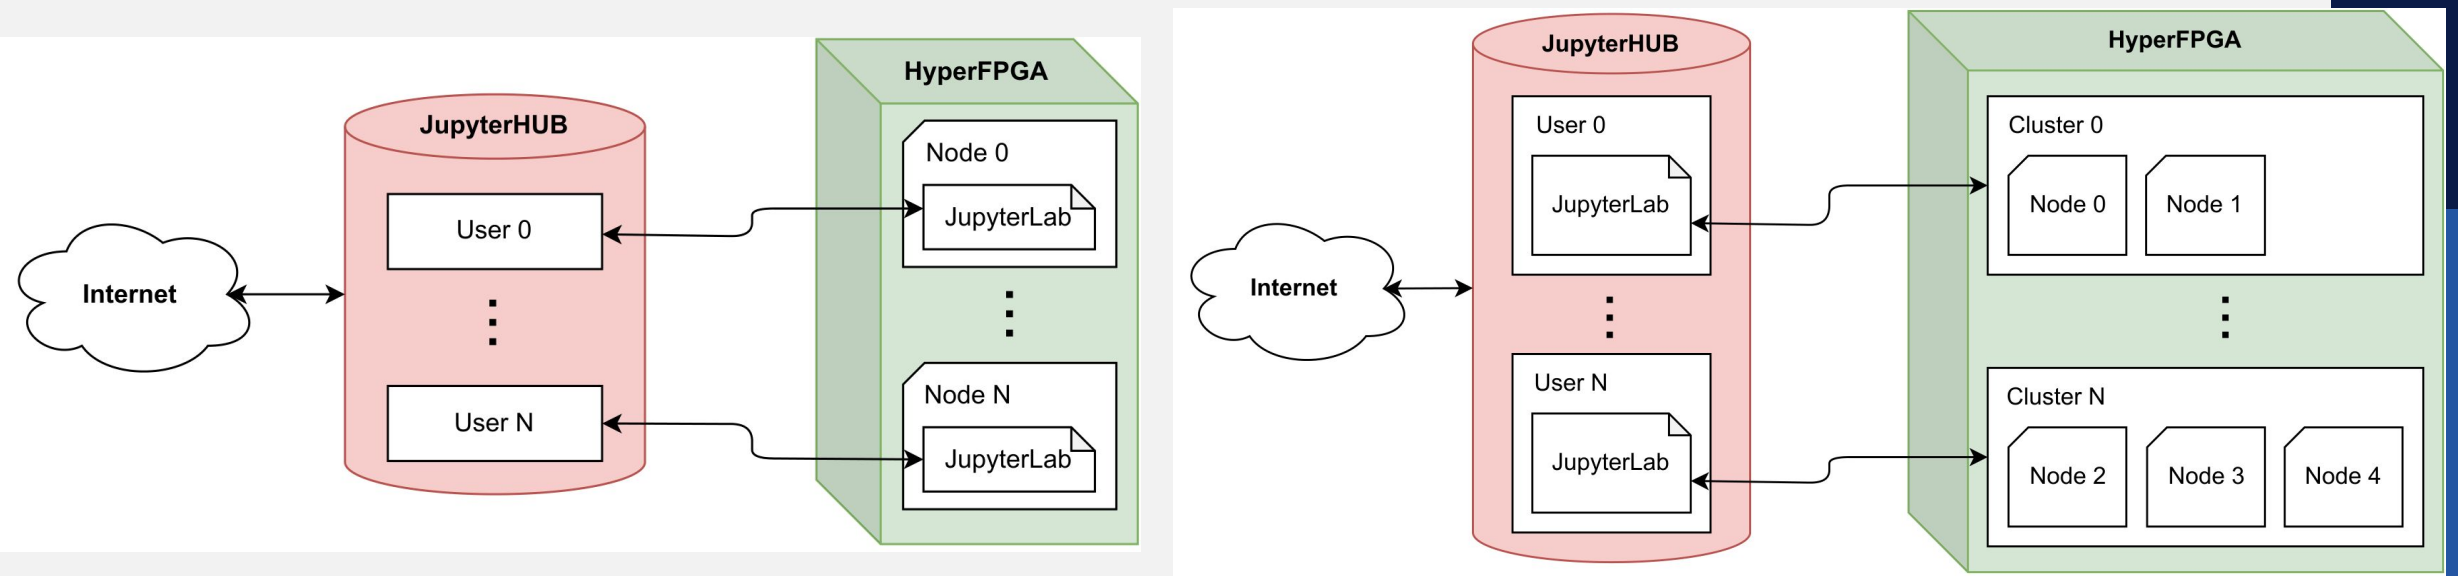 JupyterHUB
HyperFPGA
Internet
User 0
User N
Node 0
JupyterLab
Node N
JupyterLab
JupyterHUB
HyperFPGA
Internet
User 0
JupyterLab
User N
JupyterLab
Cluster 0
Node 0
Node 1
Cluster N
Node 2
Node 3
Node 4